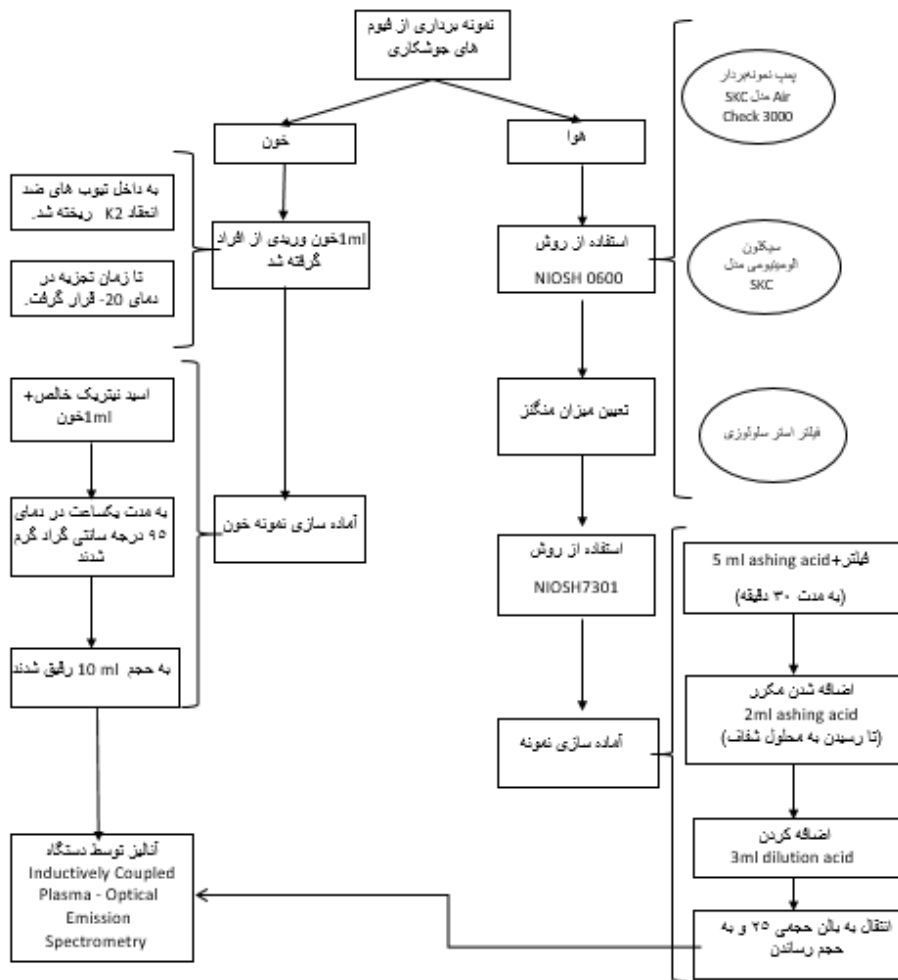 نمونه برداری از فیوم
های جوشکاری
هوا
خون
پمپ نمونه‌بردار
SKC مدل Air
Check 3000
سیکلون
الومینیومی مدل
SKC
فیلتر استر سلولوزی
استفاده از روش
NIOSH 0600
تعیین میزان منگنز
استفاده از روش
NIOSH7301
آماده سازی نمونه
فیلتر+5 ml ashing acid
(به مدت ۳۰ دقیقه)
اضافه شدن مکرر
2ml ashing acid
(تا رسیدن به محلول شفاف)
اضافه کردن
3ml dilution acid
انتقال به بالن حجمی ۲۵ و به
حجم رساندن
1mlخون وریدی از افراد
گرفته شد
به داخل تیوب های ضد
انعقاد K2 ریخته شد.
تا زمان تجزیه در
دمای 20- قرار گرفت.
آماده سازی نمونه خون
اسید نیتریک خالص+
1mlخون
به مدت یکساعت در دمای
۹۵ درجه سانتی گراد گرم
شدند
به حجم 10 ml رقیق شدند
آنالیز توسط دستگاه
Inductively Coupled
Plasma - Optical
Emission
Spectrometry